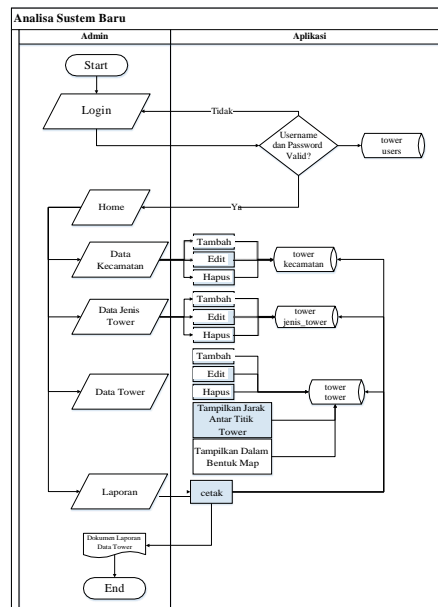 Analisa Sustem Baru
Admin
Aplikasi
Start
Login
Tidak
Username
dan Password
Valid?
tower
users
Home
Ya
Data
Kecamatan
Tambah
Edit
Hapus
tower
kecamatan
Data Jenis
Tower
Tambah
Edit
Hapus
tower
jenis_tower
Data Tower
Tambah
Edit
Hapus
Tampilkan Jarak
Antar Titik
Tower
Tampilkan Dalam
Bentuk Map
tower
tower
Laporan
cetak
Dokumen Laporan
Data Tower
End